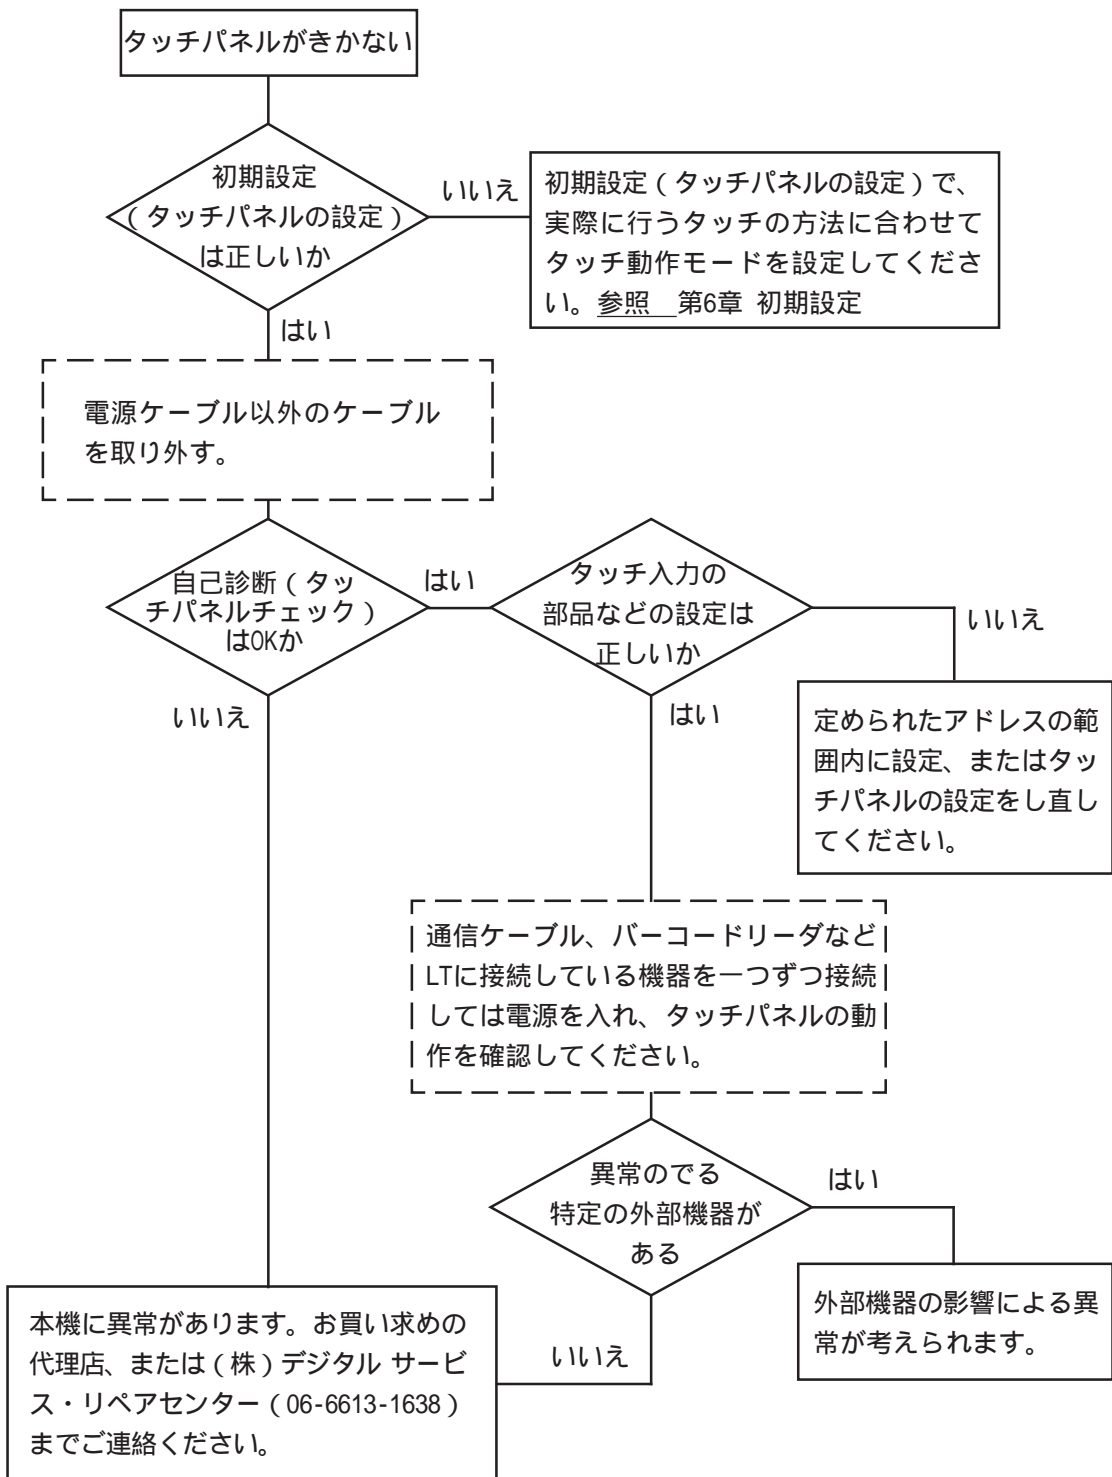 タッチパネルがきかない
初期設定
(タッチパネルの設定)
は正しいか
いいえ
初期設定(タッチパネルの設定)で、
実際に行うタッチの方法に合わせて
タッチ動作モードを設定してくださ
い。参照 第6章 初期設定
はい
電源ケーブル以外のケーブル
を取り外す。
自己診断(タッ
チパネルチェック)
はOKか
はい
タッチ入力の
部品などの設定は
正しいか
いいえ
いいえ
はい
定められたアドレスの範
囲内に設定、またはタッ
チパネルの設定をし直し
てください。
通信ケーブル、バーコードリーダなど
LTに接続している機器を一つずつ接続
しては電源を入れ、タッチパネルの動
作を確認してください。
異常のでる
特定の外部機器が
ある
はい
外部機器の影響による異
常が考えられます。
いいえ
本機に異常があります。お買い求めの
代理店、または(株)デジタル サービ
ス・リペアセンター(06-6613-1638)
までご連絡ください。